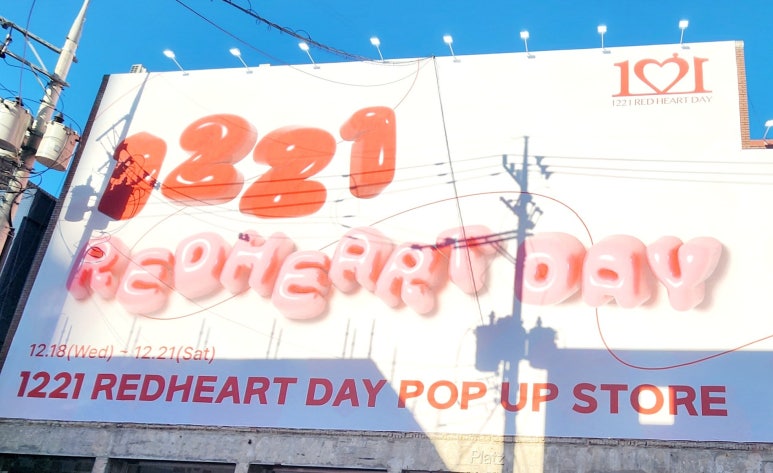 1221 RED HEART DAY
1221
REDHEART DAY
12.18(Wed) - 12.21(Sat)
1221 REDHEART DAY POP UP STORE
Platz